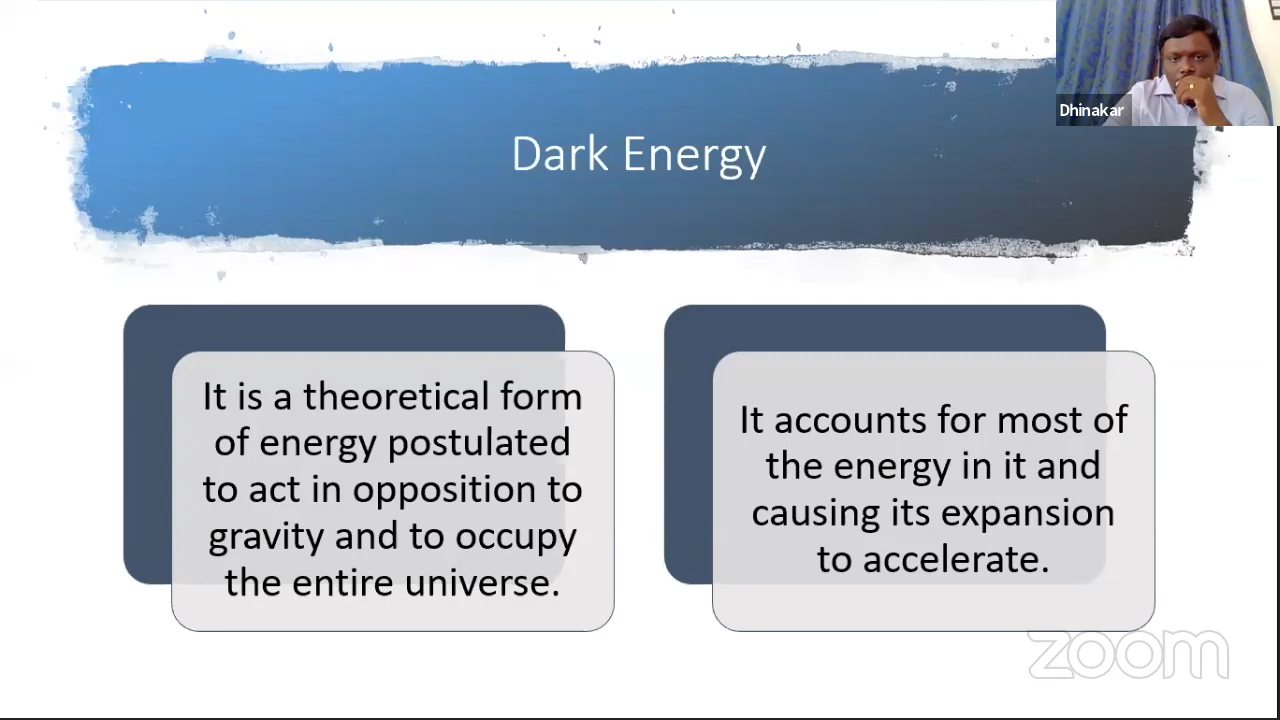 Dhinakar
Dark Energy
It is a theoretical form
of energy postulated
to act in opposition to
gravity and to occupy
the entire universe.
It accounts for most of
the energy in it and
causing its expansion
to accelerate.
zoom